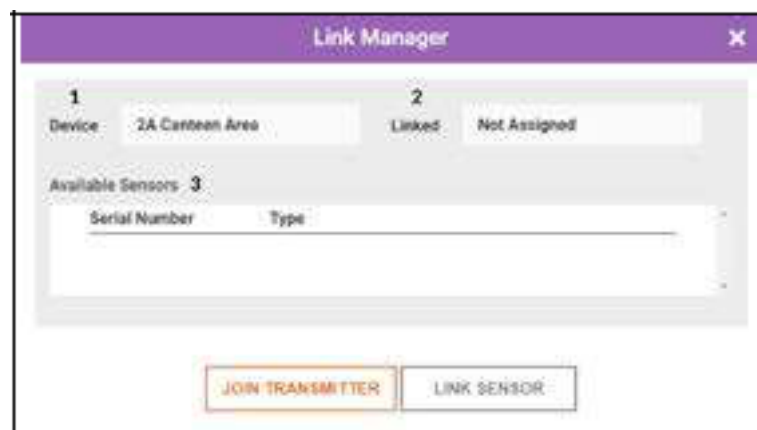 Link Manager ×
1 2
Device 2A Canteen Area Linked Not Assigned
Available Sensors 3
Serial Number Type
JOIN TRANSMITTER LINK SENSOR